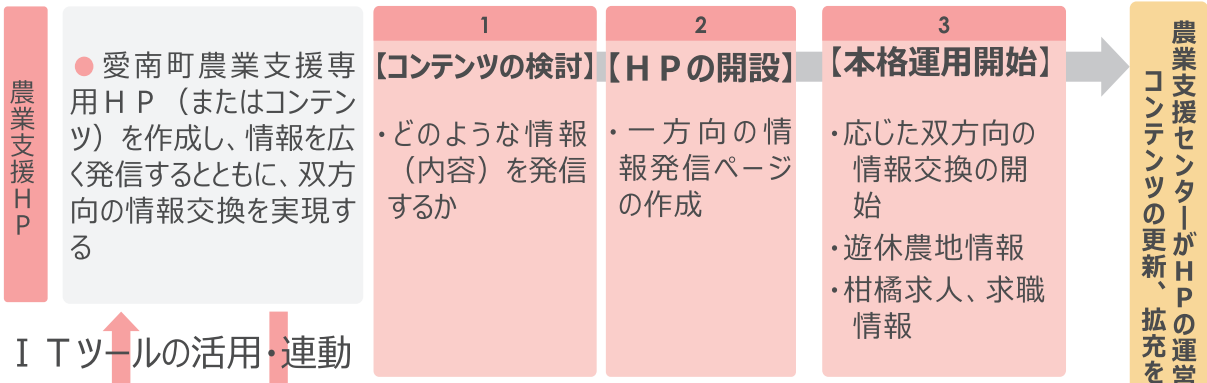 農業支援HP
● 愛南町農業支援専
用HP（またはコンテン
ツ）を作成し、情報を広
く発信するとともに、双方
向の情報交換を実現す
る
ITツールの活用・連動
1
【コンテンツの検討】
・どのような情報
（内容）を発信
するか
2
【HPの開設】
・一方向の情
報発信ページ
の作成
3
【本格運用開始】
・応じた双方向の
情報交換の開
始
・遊休農地情報
・柑橘求人、求職
情報
農業支援センターがHPの運営
コンテンツの更新、拡充を